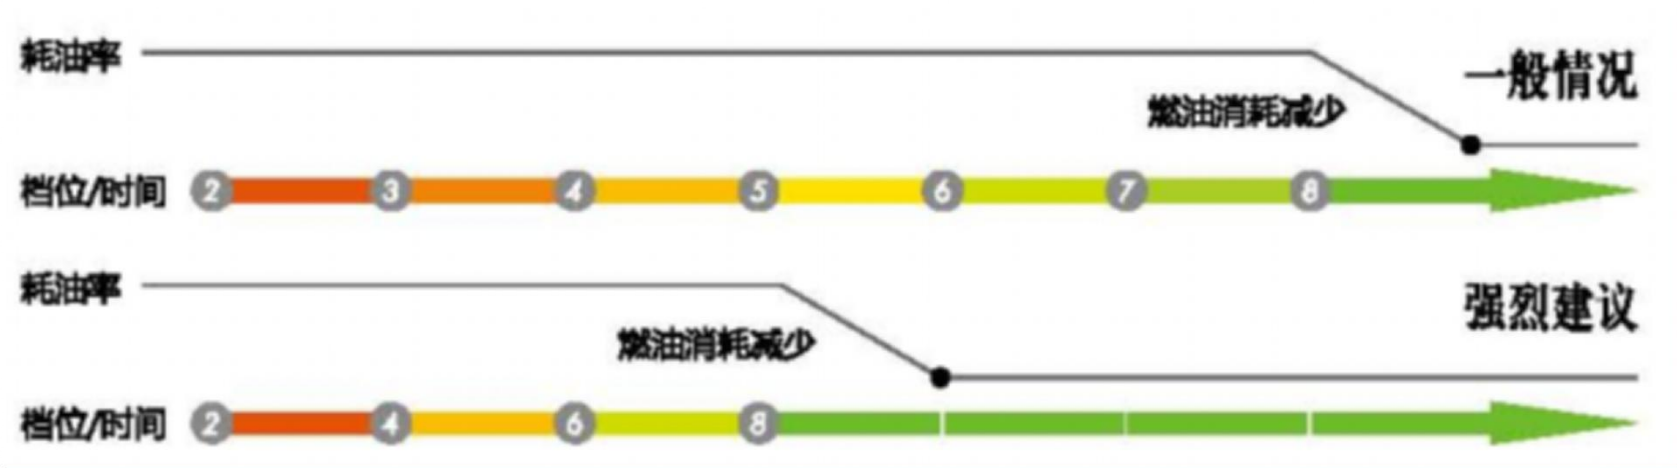 耗油率
一般情况
燃油消耗减少
档位/时间 2 3 4 5 6 7 8
耗油率
强烈建议
燃油消耗减少
档位/时间 2 4 6 8